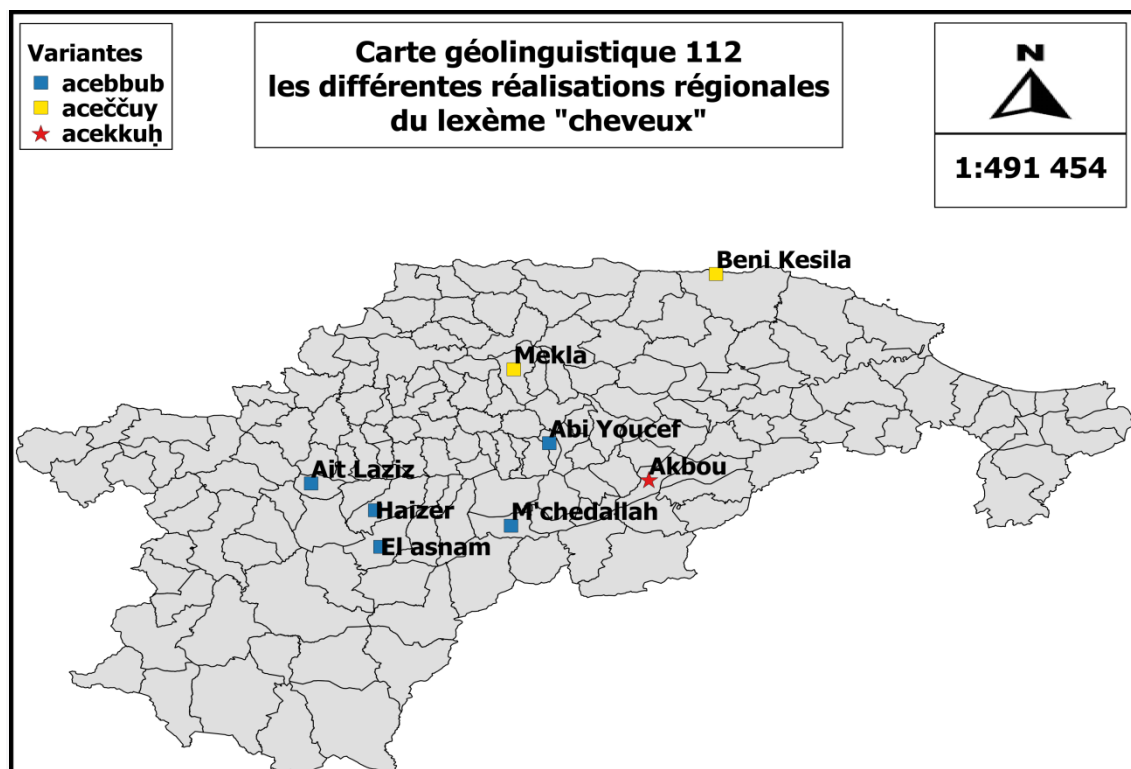 Variantes
acebbub
aceččuy
acekkuḥ
Carte géolinguistique 112
les différentes réalisations régionales
du lexème "cheveux"
N
1:491 454
Beni Kesila
Mekla
Abi Youcef
Akbou
Ait Laziz
Haizer
M'chedallah
El asnam